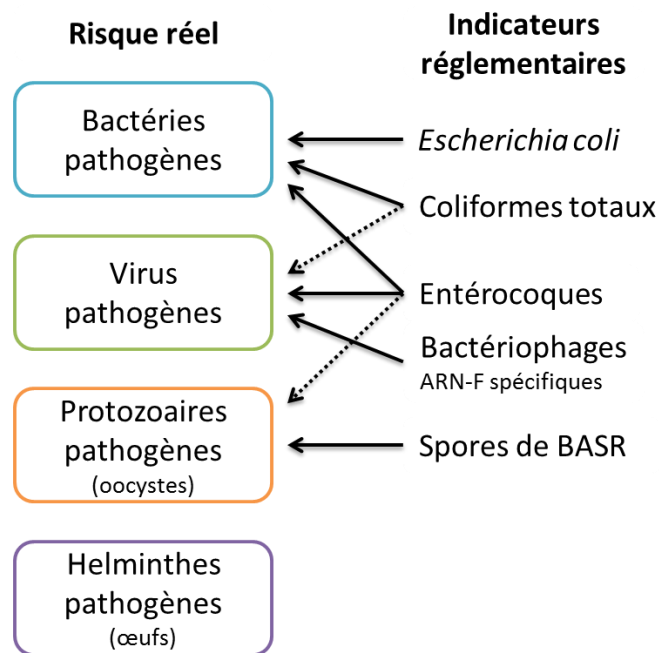 Risque réel
Indicateurs
réglementaires
Bactéries
pathogènes
Virus
pathogènes
Protozoaires
pathogènes
(oocystes)
Helminthes
pathogènes
(œufs)
Escherichia coli
Coliformes totaux
Entérocoques
Bactériophages
ARN-F spécifiques
Spores de BASR